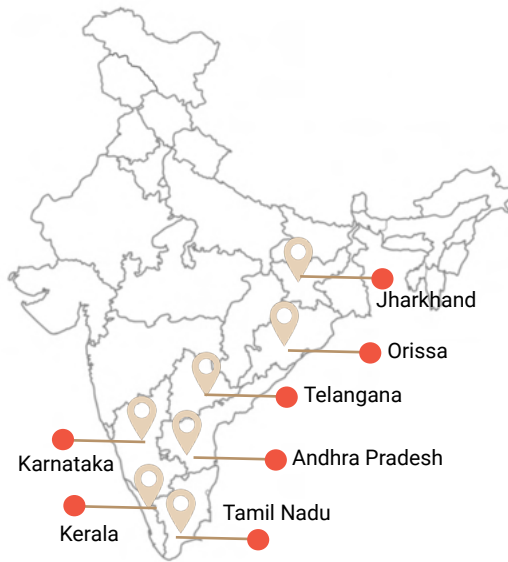 Jharkhand
Orissa
Telangana
Karnataka
Andhra Pradesh
Kerala
Tamil Nadu